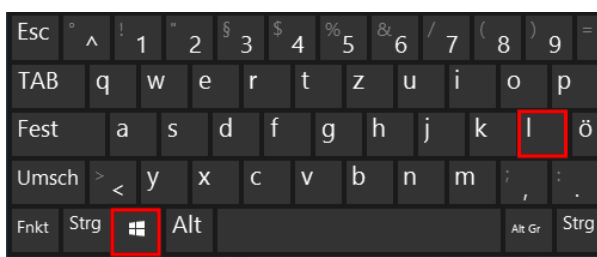 Esc ° ^ ! 1 " 2 § 3 $ 4 % 5 & 6 / 7 ( 8 ) 9 =
TAB q w e r t z u i o p
Fest a s d f g h j k l ö
Umsch > < y x c v b n m ; , : .
Fnkt Strg Alt Alt Gr Strg